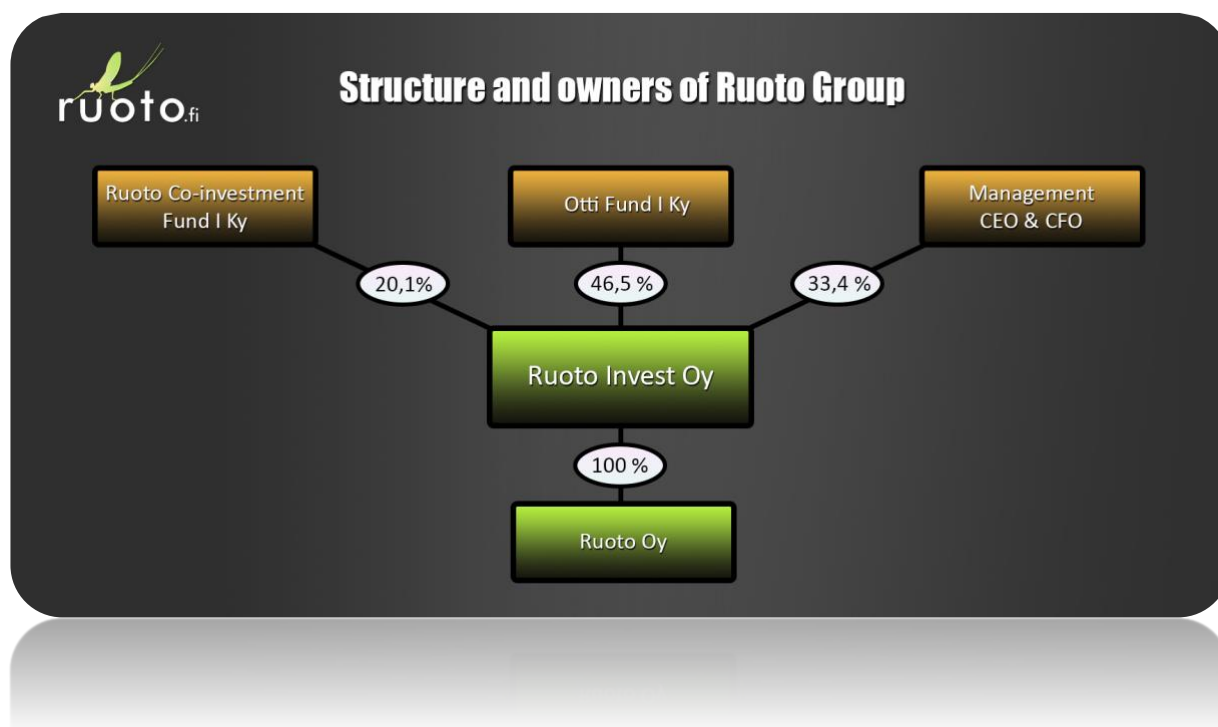 ruoto.fi
Structure and owners of Ruoto Group
Ruoto Co-investment
Fund I Ky
Otti Fund I Ky
Management
CEO & CFO
20,1%
46,5 %
33,4 %
Ruoto Invest Oy
100 %
Ruoto Oy